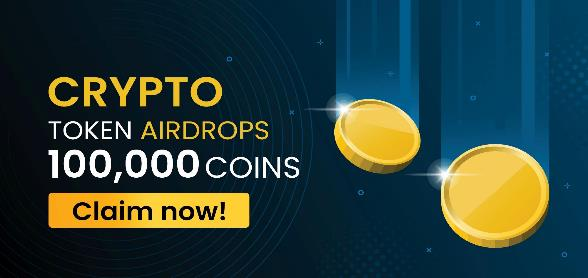 CRYPTO
TOKEN AIRDROPS
100,000 COINS
Claim now!